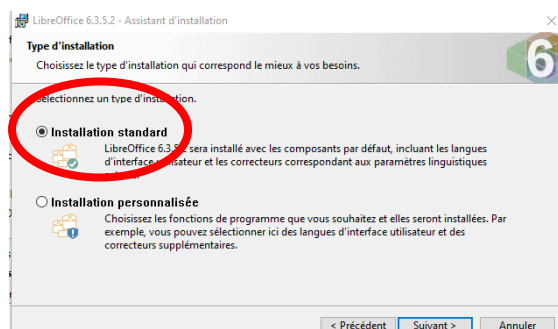 LibreOffice 6.3.5.2 - Assistant d'installation
Type d'installation
Choisissez le type d'installation qui correspond le mieux à vos besoins.
6
Sélectionnez un type d'installation.
Installation standard
LibreOffice 6.3.5.2 sera installé avec les composants par défaut, incluant les langues
d'interface utilisateur et les correcteurs correspondant aux paramètres linguistiques
Installation personnalisée
Choisissez les fonctions de programme que vous souhaitez et elles seront installées. Par
exemple, vous pouvez sélectionner ici des langues d'interface utilisateur et des
correcteurs supplémentaires.
< Précédent Suivant > Annuler